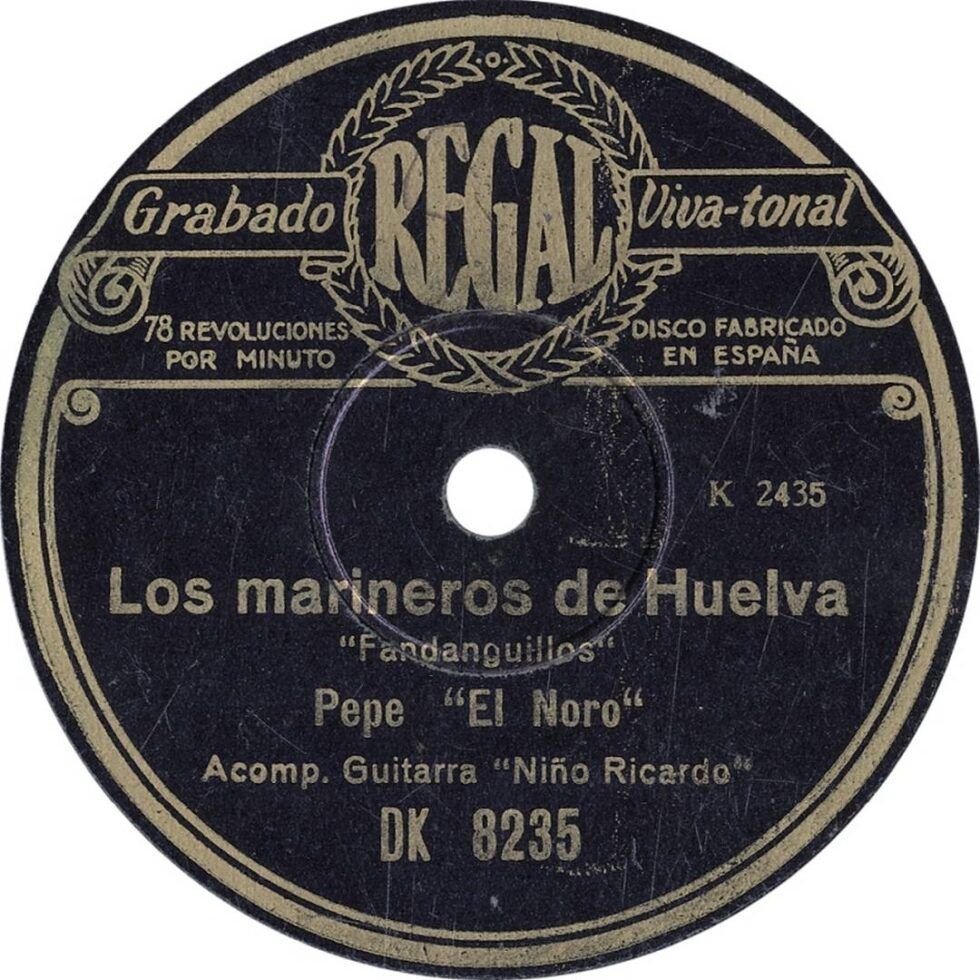 REGAL
Grabado Viva-tonal
78 REVOLUCIONES
POR MINUTO
DISCO FABRICADO
EN ESPAÑA
K 2435
Los marineros de Huelva
“Fandanguillos“
Pepe “El Noro“
Acomp. Guitarra “Niño Ricardo“
DK 8235